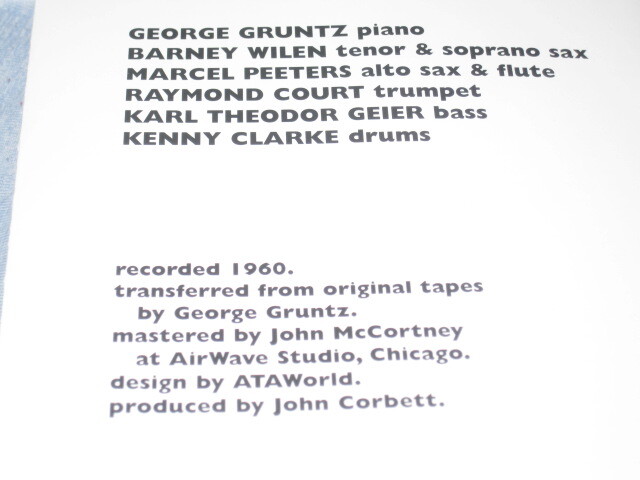 GEORGE GRUNTZ piano
BARNEY WILEN tenor & soprano sax
MARCEL PEETERS alto sax & flute
RAYMOND COURT trumpet
KARL THEODOR GEIER bass
KENNY CLARKE drums
recorded 1960.
transferred from original tapes
by George Gruntz.
mastered by John McCortney
at AirWave Studio, Chicago.
design by ATAWorld.
produced by John Corbett.